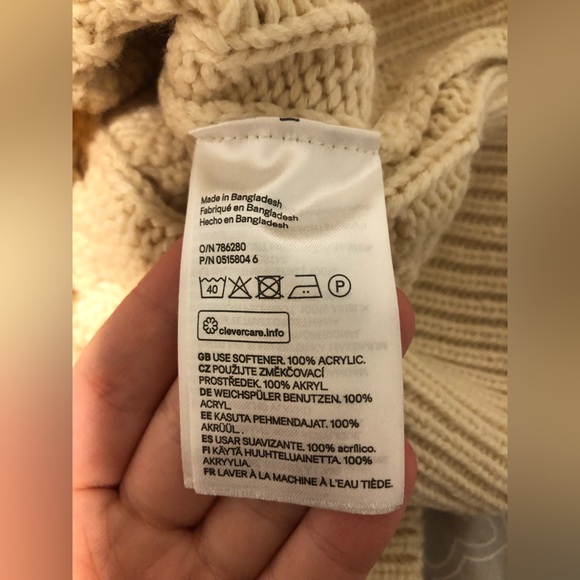 Made in Bangladesh
Fabriqué en Bangladesh
Hecho en Bangladesh
O/N 786280
P/N 0515804 6
40 P
clevercare.info
GB USE SOFTENER. 100% ACRYLIC.
CZ POUŽIJTE ZMĚKČOVACÍ
PROSTŘEDEK. 100% AKRYL.
DE WEICHSPÜLER BENUTZEN. 100%
ACRYL.
EE KASUTA PEHMENDAJAT. 100%
AKRÜÜL.
ES USAR SUAVIZANTE. 100% acrílico.
FI KÄYTÄ HUUHTELUAINETTA. 100%
AKRYYLIA.
FR LAVER À LA MACHINE À L'EAU TIÈDE.